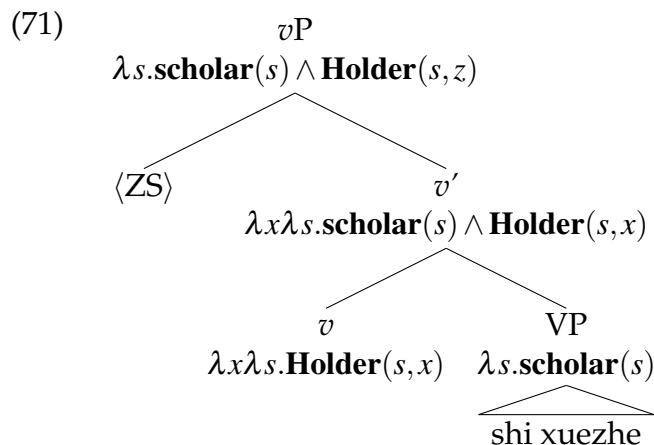 (71)
vP
λs.scholar(s) ∧ Holder(s,z)
⟨ZS⟩ v′
λxλs.scholar(s) ∧ Holder(s,x)
v VP
λxλs.Holder(s,x) λs.scholar(s)
shi xuezhe